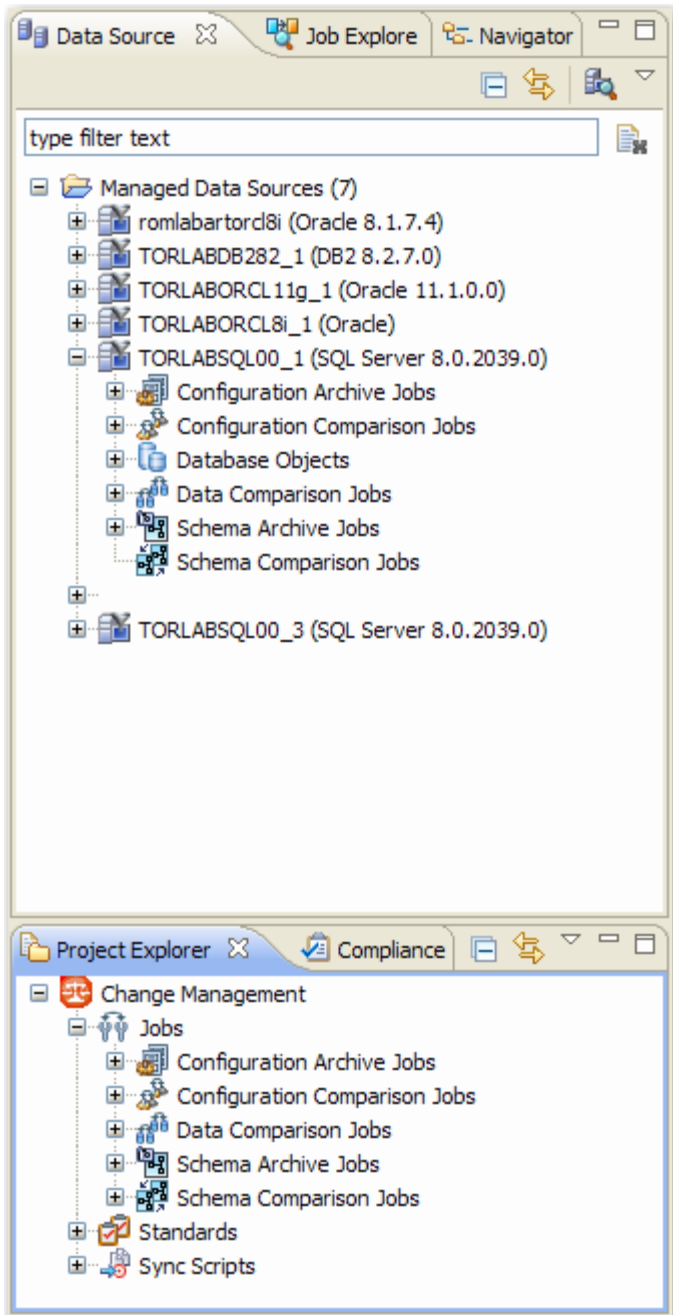 Data Source Job Explore Navigator
type filter text
Managed Data Sources (7)
romlabartorcl8i (Oracle 8.1.7.4)
TORLABDB282_1 (DB2 8.2.7.0)
TORLABORCL11g_1 (Oracle 11.1.0.0)
TORLABORCL8i_1 (Oracle)
TORLABSQL00_1 (SQL Server 8.0.2039.0)
Configuration Archive Jobs
Configuration Comparison Jobs
Database Objects
Data Comparison Jobs
Schema Archive Jobs
Schema Comparison Jobs
TORLABSQL00_3 (SQL Server 8.0.2039.0)
Project Explorer Compliance
Change Management
Jobs
Configuration Archive Jobs
Configuration Comparison Jobs
Data Comparison Jobs
Schema Archive Jobs
Schema Comparison Jobs
Standards
Sync Scripts